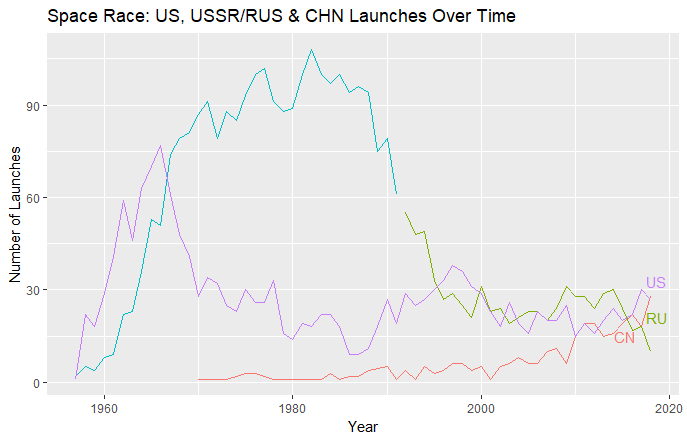 Space Race: US, USSR/RUS & CHN Launches Over Time
Number of Launches
90
60
30
0
US
RU
CN
1960
1980
2000
2020
Year